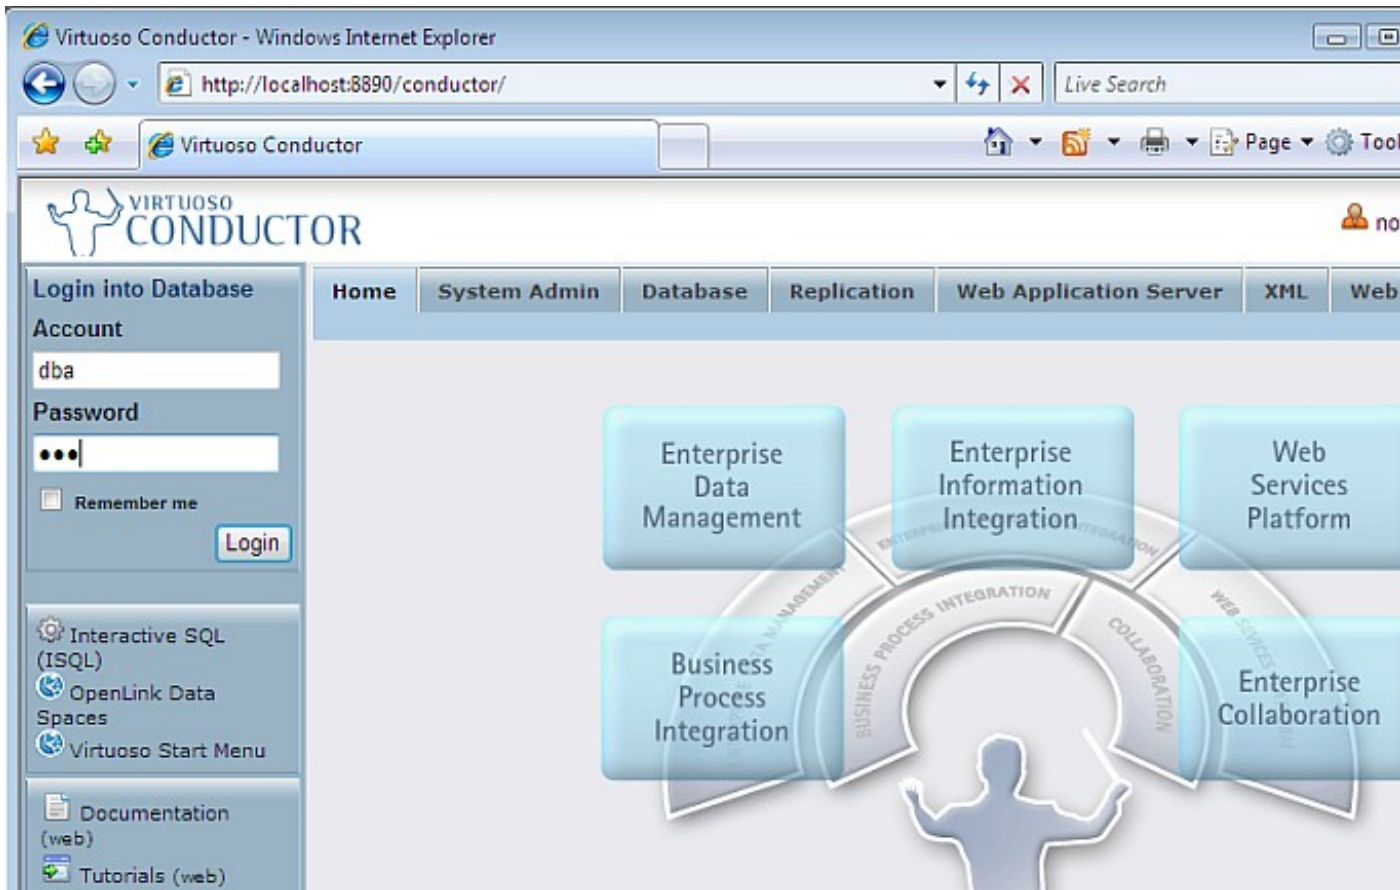 Virtuoso Conductor - Windows Internet Explorer
http://localhost:8890/conductor/
Live Search
Virtuoso Conductor
Page
VIRTUOSO
CONDUCTOR
Login into Database
Home System Admin Database Replication Web Application Server XML Web
Account
dba
Password
Remember me
Login
Interactive SQL
(ISQL)
OpenLink Data
Spaces
Virtuoso Start Menu
Documentation
(web)
Tutorials (web)
Enterprise
Data
Management
Enterprise
Information
Integration
Web
Services
Platform
Business
Process
Integration
Enterprise
Collaboration
BUSINESS PROCESS INTEGRATION
COLLABORATION